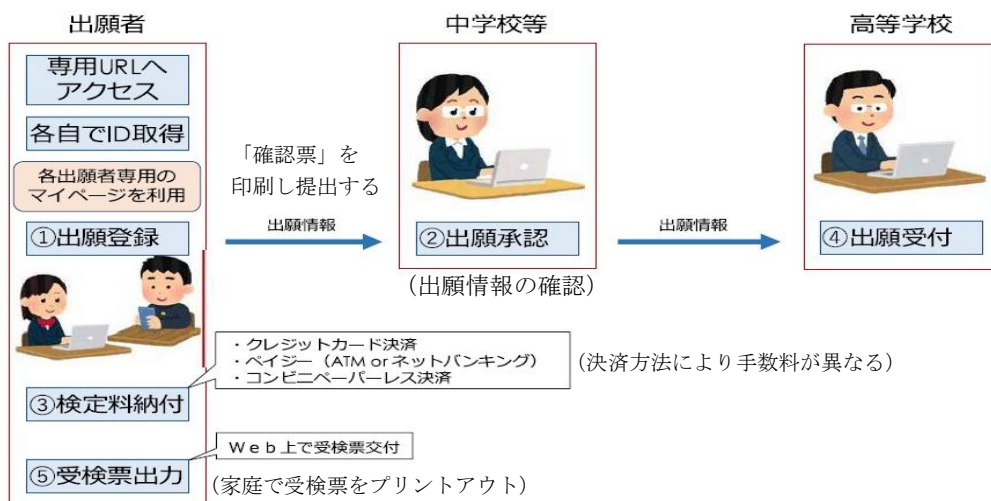 出願者
専用URLへ
アクセス
各自でID取得
各出願者専用の
マイページを利用
①出願登録
「確認票」を
印刷し提出する
出願情報
中学校等
②出願承認
(出願情報の確認)
出願情報
高等学校
④出願受付
・クレジットカード決済
・ペイジー（ATM or ネットバンキング）
・コンビニペーパーレス決済
(決済方法により手数料が異なる)
③検定料納付
Ｗｅｂ上で受検票交付
⑤受検票出力
(家庭で受検票をプリントアウト)